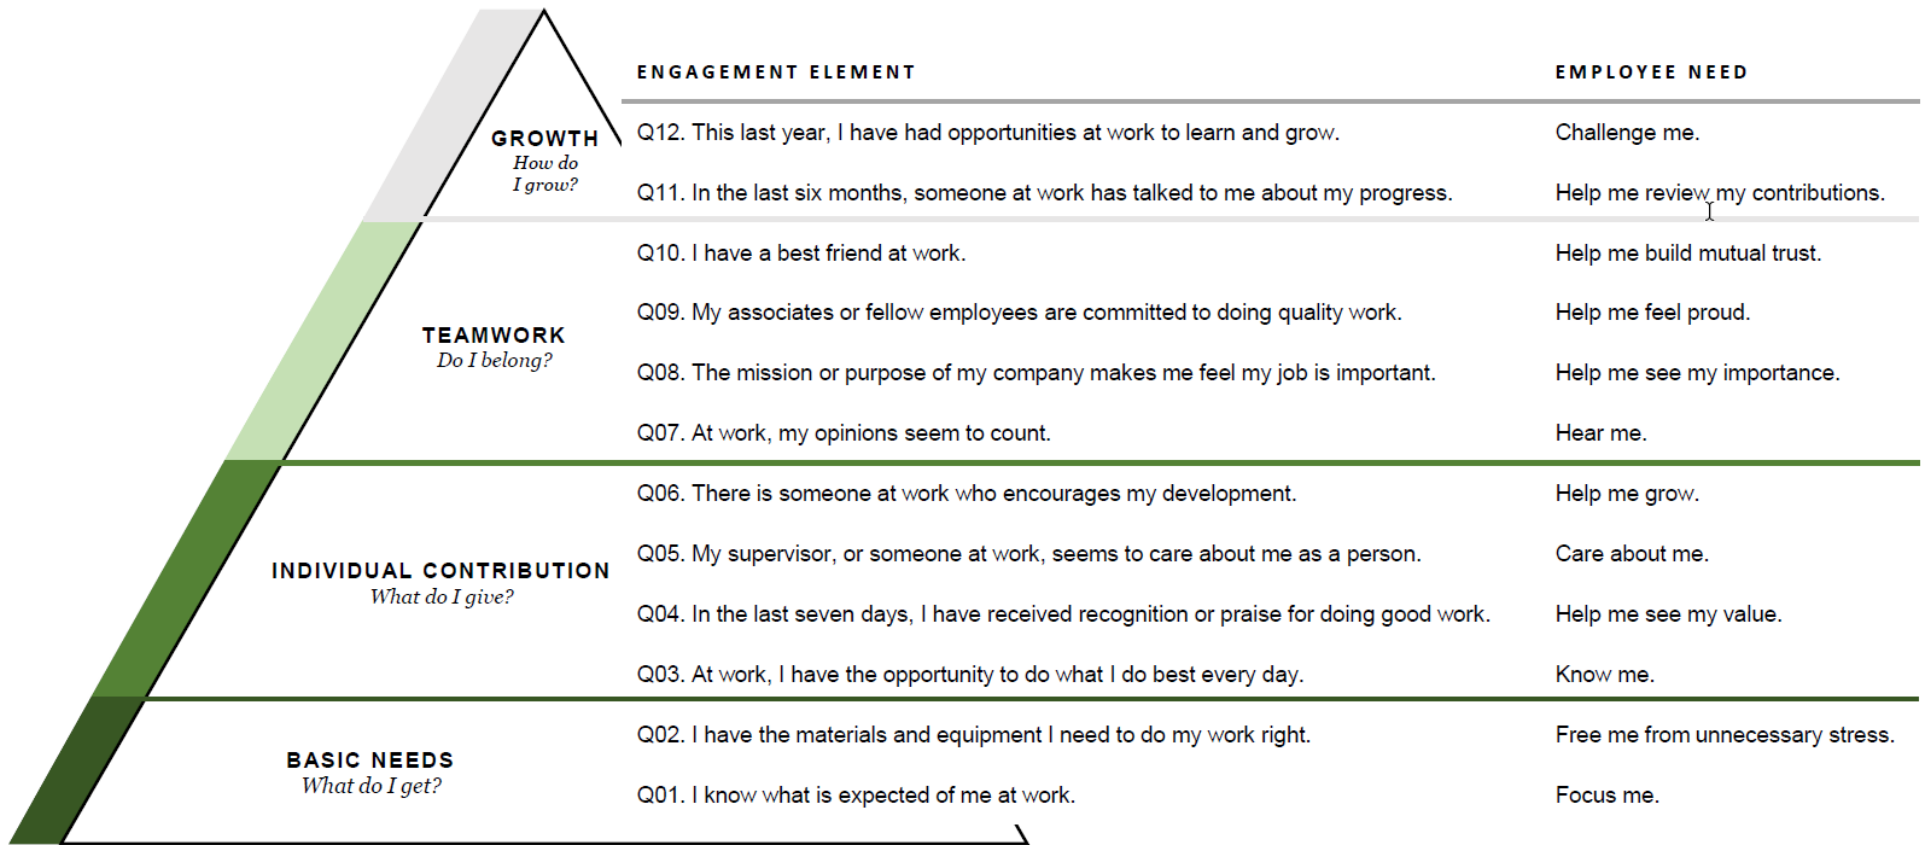 ENGAGEMENT ELEMENT EMPLOYEE NEED
GROWTH
How do
I grow?
Q12. This last year, I have had opportunities at work to learn and grow. Challenge me.
Q11. In the last six months, someone at work has talked to me about my progress. Help me review my contributions.
TEAMWORK
Do I belong?
Q10. I have a best friend at work. Help me build mutual trust.
Q09. My associates or fellow employees are committed to doing quality work. Help me feel proud.
Q08. The mission or purpose of my company makes me feel my job is important. Help me see my importance.
Q07. At work, my opinions seem to count. Hear me.
INDIVIDUAL CONTRIBUTION
What do I give?
Q06. There is someone at work who encourages my development. Help me grow.
Q05. My supervisor, or someone at work, seems to care about me as a person. Care about me.
Q04. In the last seven days, I have received recognition or praise for doing good work. Help me see my value.
Q03. At work, I have the opportunity to do what I do best every day. Know me.
BASIC NEEDS
What do I get?
Q02. I have the materials and equipment I need to do my work right. Free me from unnecessary stress.
Q01. I know what is expected of me at work. Focus me.